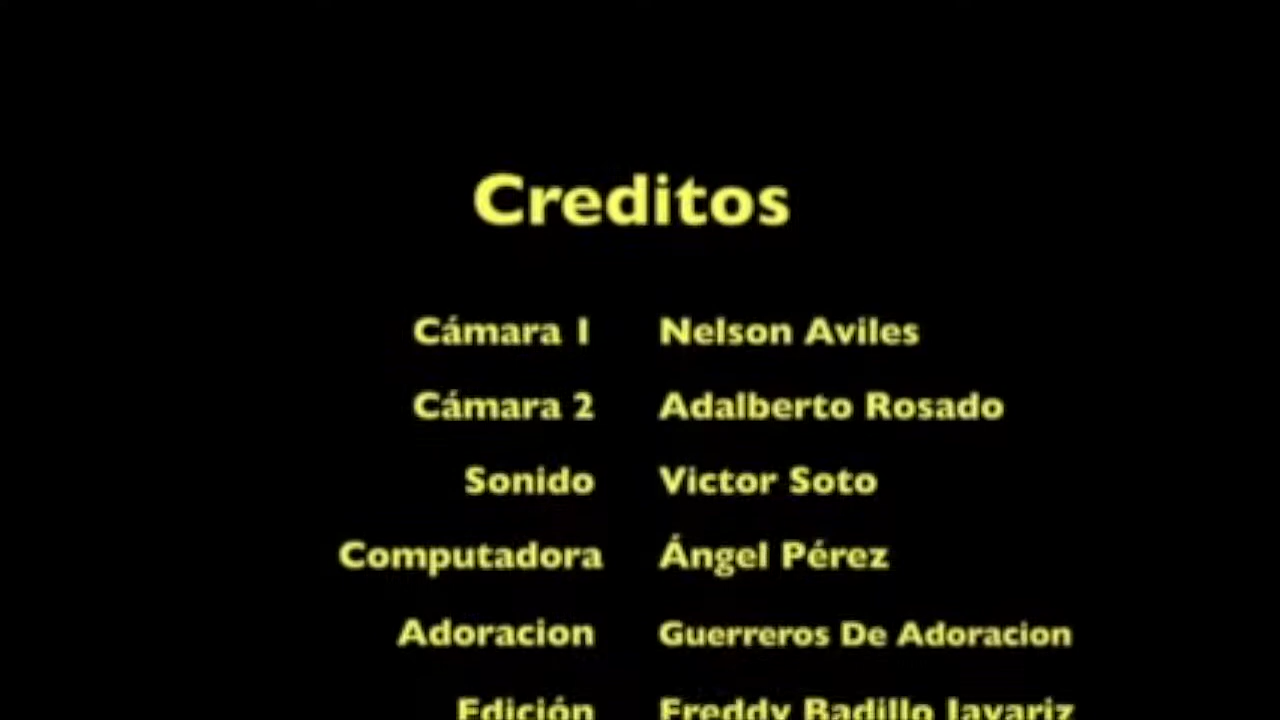 Creditos
Cámara 1 Nelson Aviles
Cámara 2 Adalberto Rosado
Sonido Victor Soto
Computadora Ángel Pérez
Adoracion Guerreros De Adoracion
Edición Freddy Badillo Javariz